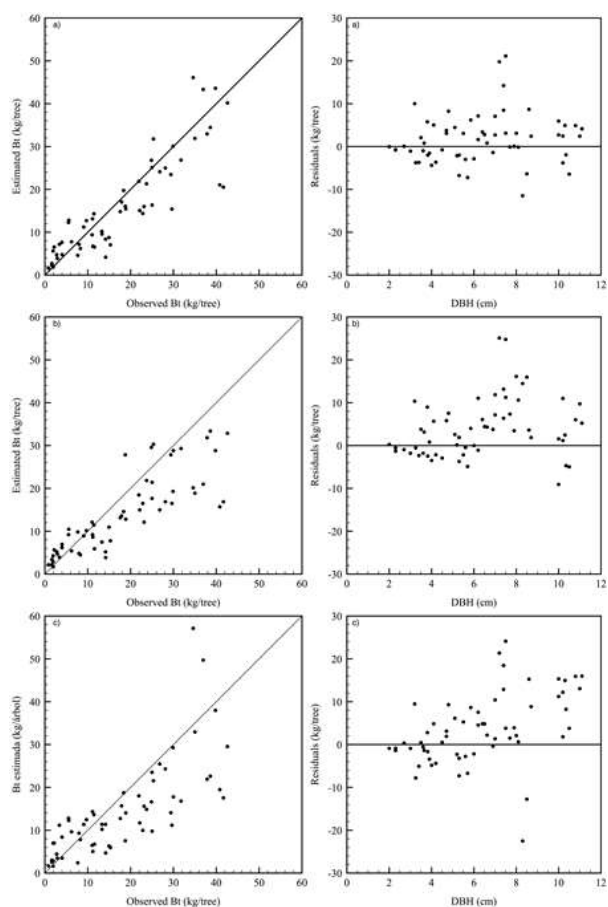 a)
60
50
40
30
20
10
0
Estimated Bt (kg/tree)
0 10 20 30 40 50 60
Observed Bt (kg/tree)
a)
30
20
10
0
-10
-20
-30
Residuals (kg/tree)
0 2 4 6 8 10 12
DBH (cm)
b)
60
50
40
30
20
10
0
Estimated Bt (kg/tree)
0 10 20 30 40 50 60
Observed Bt (kg/tree)
b)
30
20
10
0
-10
-20
-30
Residuals (kg/tree)
0 2 4 6 8 10 12
DBH (cm)
c)
60
50
40
30
20
10
0
Bt estimada (kg/árbol)
0 10 20 30 40 50 60
Observed Bt (kg/tree)
c)
30
20
10
0
-10
-20
-30
Residuals (kg/tree)
0 2 4 6 8 10 12
DBH (cm)